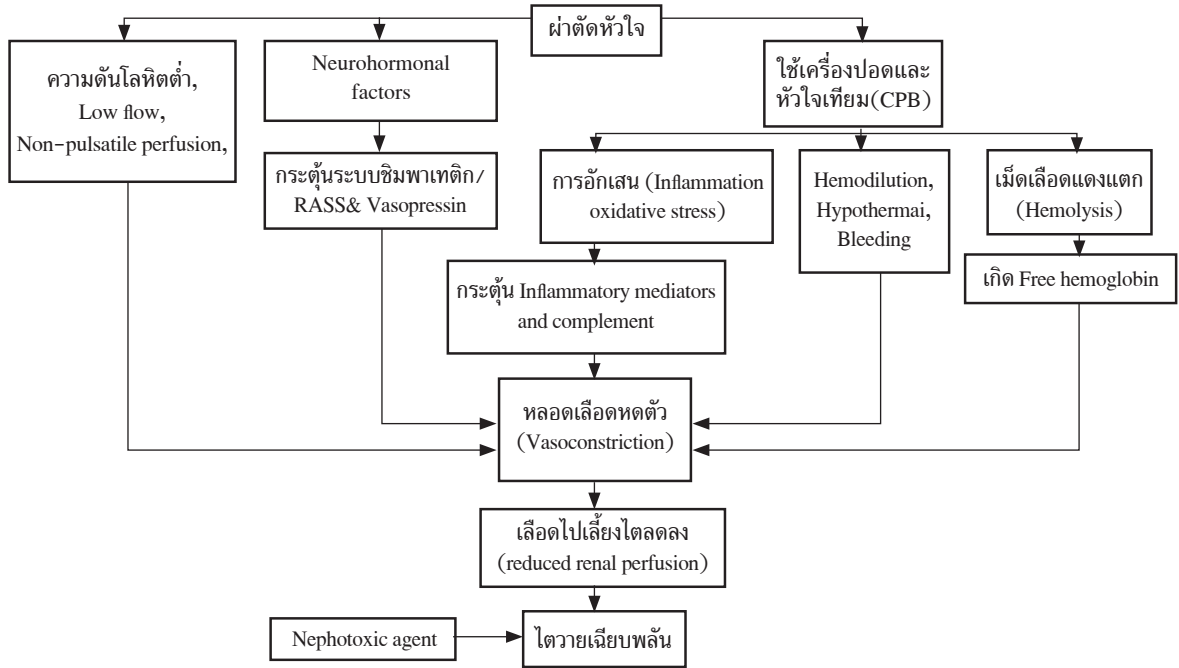 ผ่าตัดหัวใจ
ความดันโลหิตต่ำ,
Low flow,
Non-pulsatile perfusion,
Neurohormonal
factors
ใช้เครื่องปอดและ
หัวใจเทียม(CPB)
กระตุ้นระบบซิมพาเทติก/
RASS& Vasopressin
การอักเสน (Inflammation
oxidative stress)
Hemodilution,
Hypothermai,
Bleeding
เม็ดเลือดแดงแตก
(Hemolysis)
กระตุ้น Inflammatory mediators
and complement
เกิด Free hemoglobin
หลอดเลือดหดตัว
(Vasoconstriction)
เลือดไปเลี้ยงไตลดลง
(reduced renal perfusion)
Nephotoxic agent
ไตวายเฉียบพลัน